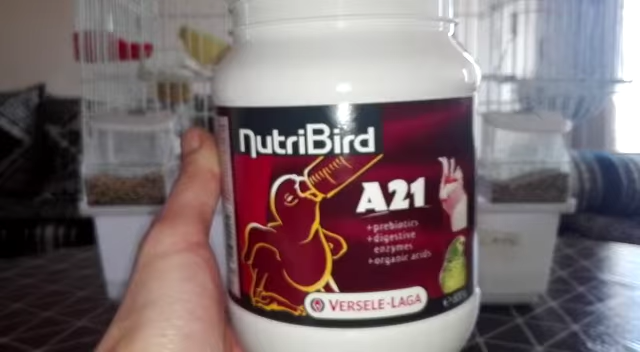 nutriBird
A21
+prebiotics
+digestive
enzymes
+organic acids
VERSELE-LAGA